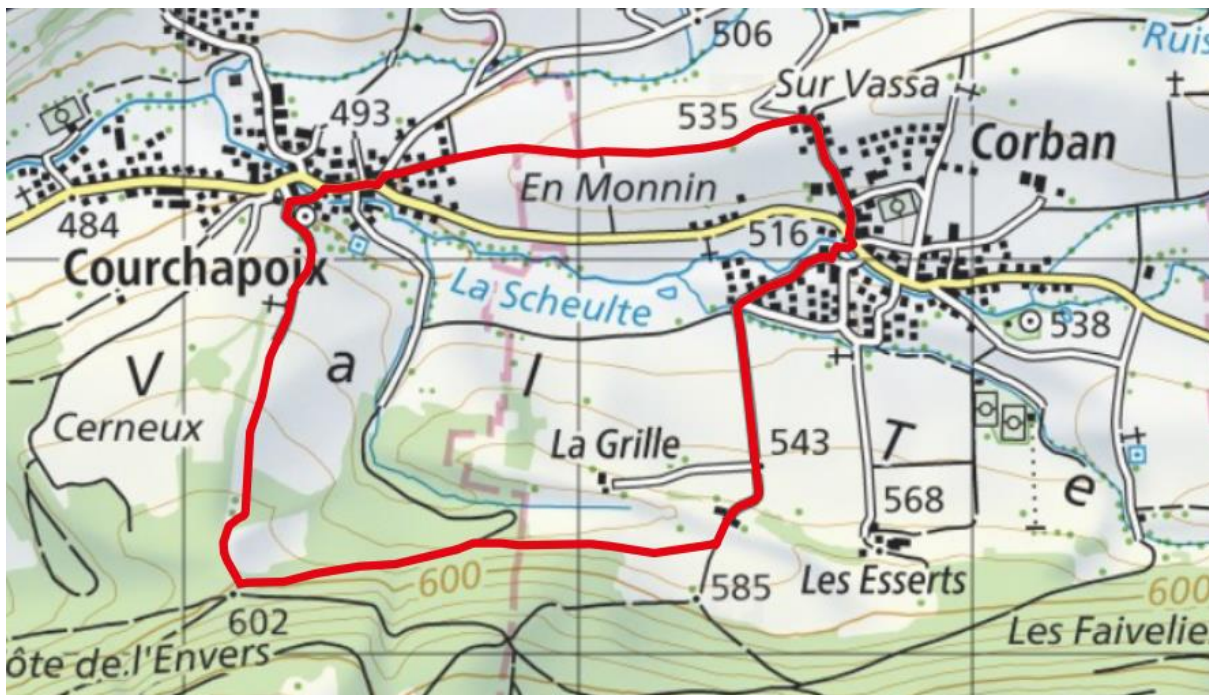 506
Ruis
Sur Vassa
493
535
Corban
En Monnin
484
516
Courchapoix
La Scheulte
538
V
a
l
T
e
Cerneux
La Grille
543
568
600
585
Les Esserts
600
602
Les Faivelie
ôte de l'Envers